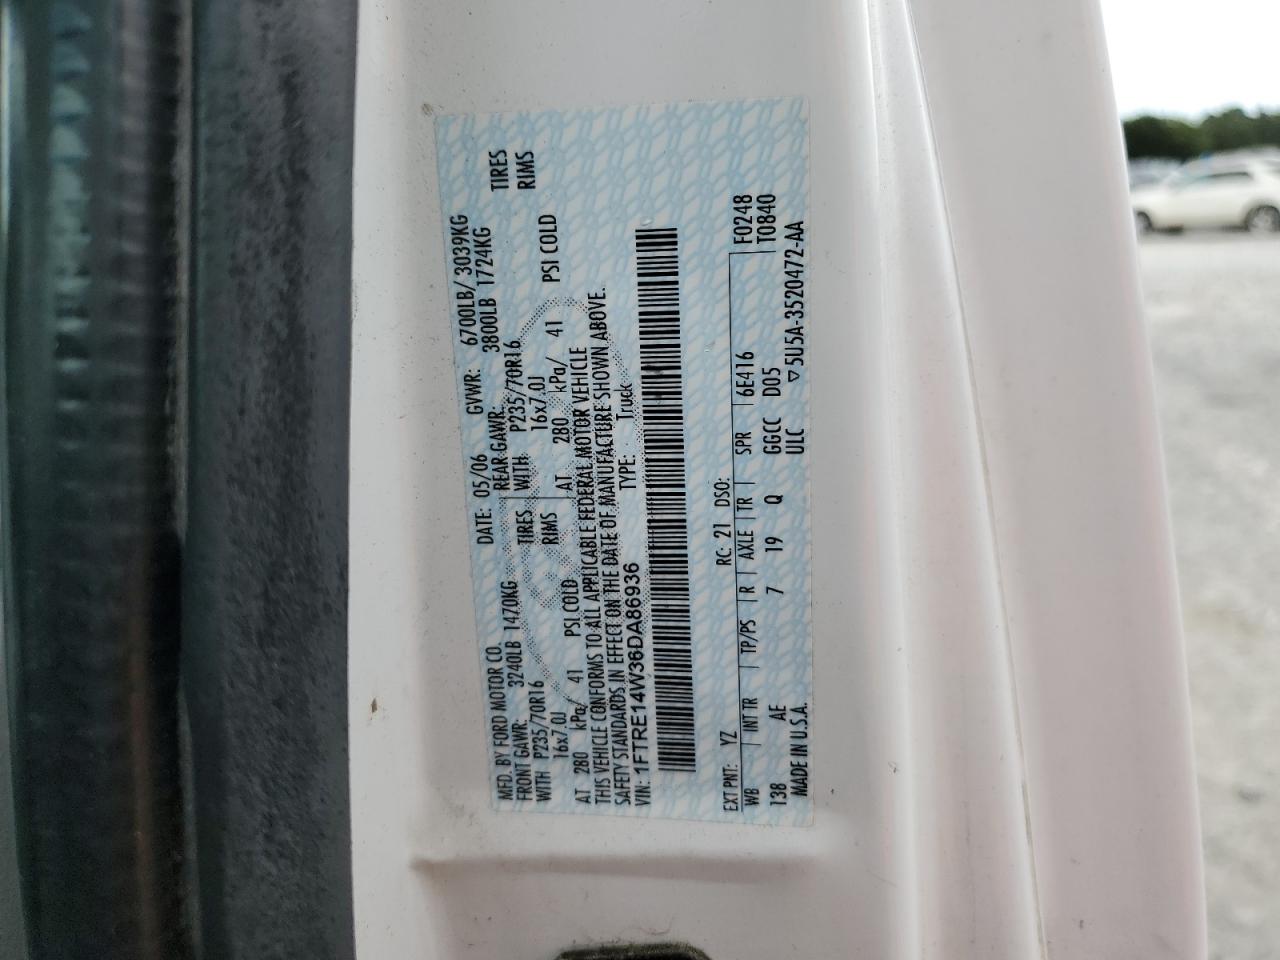 MFD. BY FORD MOTOR CO.
DATE: 05/06 GVWR: 6700LB/ 3039KG
FRONT GAWR: 3240LB 1470KG REAR GAWR: 3800LB 1724KG
WITH P235/70R16 TIRES WITH P235/70R16 TIRES
16x7.0J RIMS 16x7.0J RIMS
AT 280 kPa/ 41 PSI COLD AT 280 kPa/ 41 PSI COLD
THIS VEHICLE CONFORMS TO ALL APPLICABLE FEDERAL MOTOR VEHICLE
SAFETY STANDARDS IN EFFECT ON THE DATE OF MANUFACTURE SHOWN ABOVE.
VIN: 1FTRE14W36DA86936 TYPE: Truck
EXT PNT: YZ RC: 21 DSO: F0248
WB INT TR TP/PS R AXLE TR SPR 6E416 T0840
138 AE 7 19 Q GGCC D05
MADE IN U.S.A. ULC ▽5U5A-3520472-AA